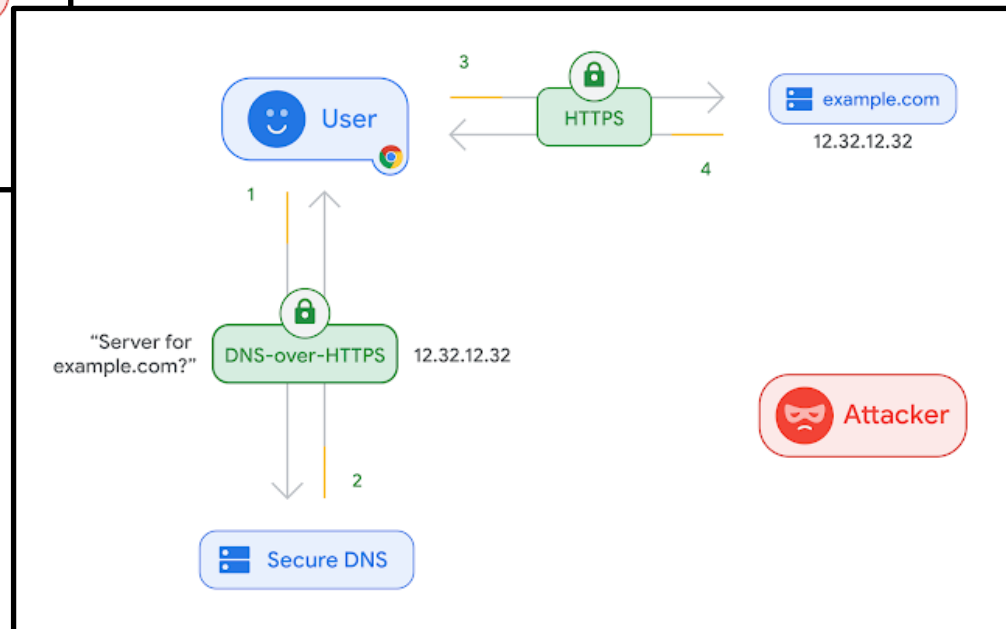 3
User
HTTPS
example.com
12.32.12.32
4
1
“Server for
example.com?”
DNS-over-HTTPS
12.32.12.32
Attacker
2
Secure DNS